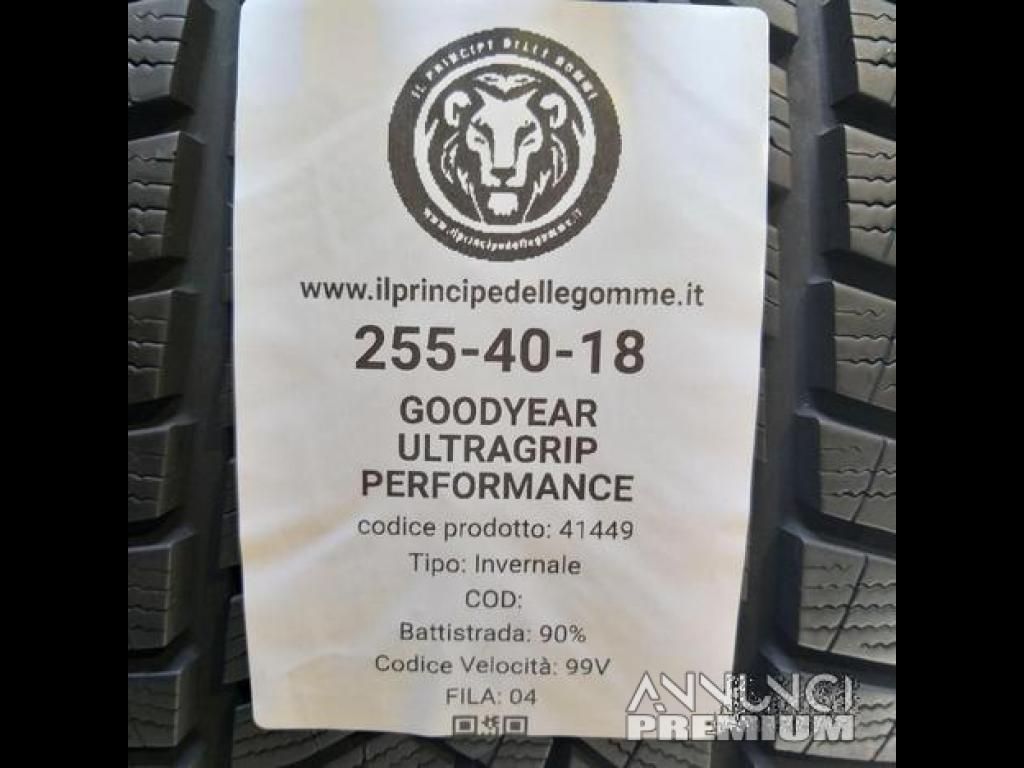 IL PRINCIPE DELLE GOMME
www.ilprincipedellegomme.it
www.ilprincipedellegomme.it
255-40-18
GOODYEAR
ULTRAGRIP
PERFORMANCE
codice prodotto: 41449
Tipo: Invernale
COD:
Battistrada: 90%
Codice Velocità: 99V
FILA: 04
ANNUNCI
PREMIUM